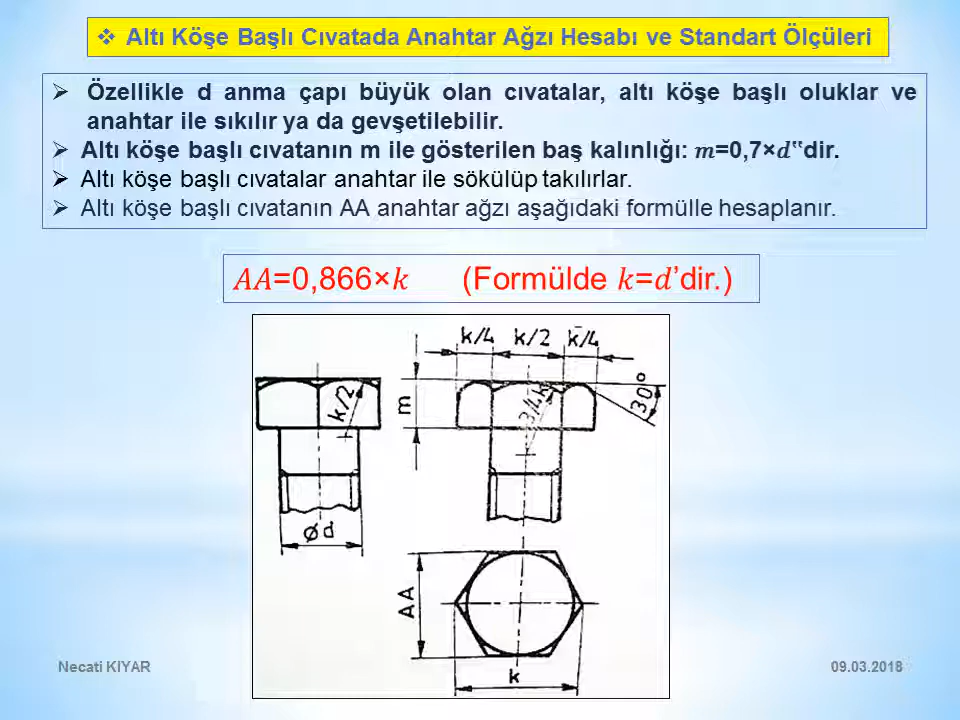 ❖ Altı Köşe Başlı Cıvatada Anahtar Ağzı Hesabı ve Standart Ölçüleri
➢ Özellikle d anma çapı büyük olan cıvatalar, altı köşe başlı oluklar ve
anahtar ile sıkılır ya da gevşetilebilir.
➢ Altı köşe başlı cıvatanın m ile gösterilen baş kalınlığı: m=0,7×d‟dir.
➢ Altı köşe başlı cıvatalar anahtar ile sökülüp takılırlar.
➢ Altı köşe başlı cıvatanın AA anahtar ağzı aşağıdaki formülle hesaplanır.
AA=0,866×k (Formülde k=d’dir.)
k/4 k/2 k/4
k/2
m
3/4k
30°
Ød
AA
k
Necati KIYAR
09.03.2018